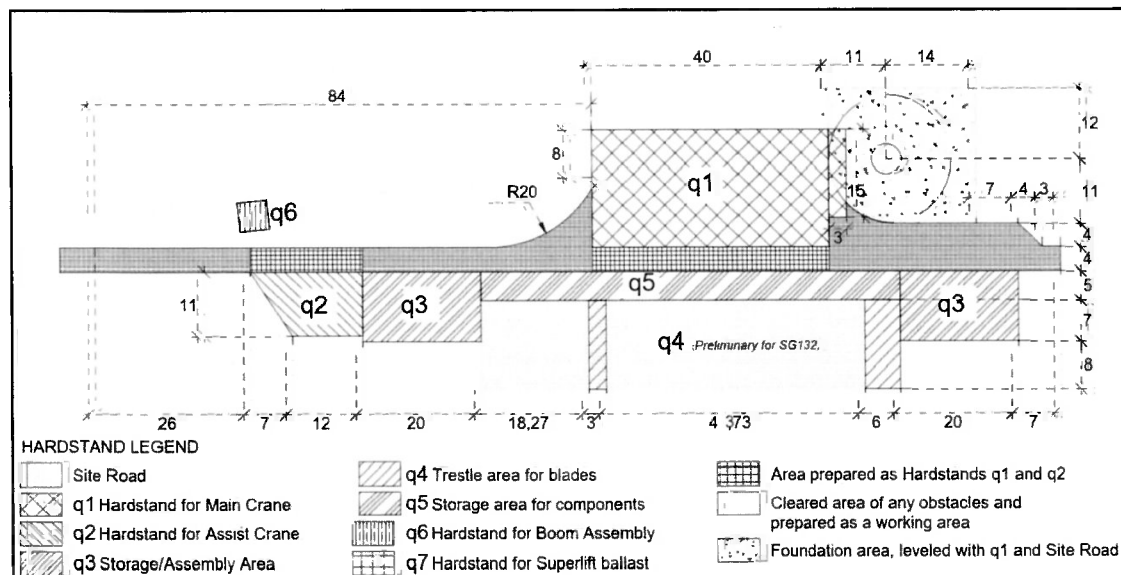 40 11 14
84
12
8
q1
R20
15
7 4 3
11
q6
3
4
4
q5
5
11
q2 q3 q3
7
q4 Preliminary for SG132,
8
26 7 12 20 18,27 3 6 20 7
HARDSTAND LEGEND
Site Road
q1 Hardstand for Main Crane
q2 Hardstand for Assist Crane
q3 Storage/Assembly Area
q4 Trestle area for blades
q5 Storage area for components
q6 Hardstand for Boom Assembly
q7 Hardstand for Superlift ballast
Area prepared as Hardstands q1 and q2
Cleared area of any obstacles and
prepared as a working area
Foundation area, leveled with q1 and Site Road